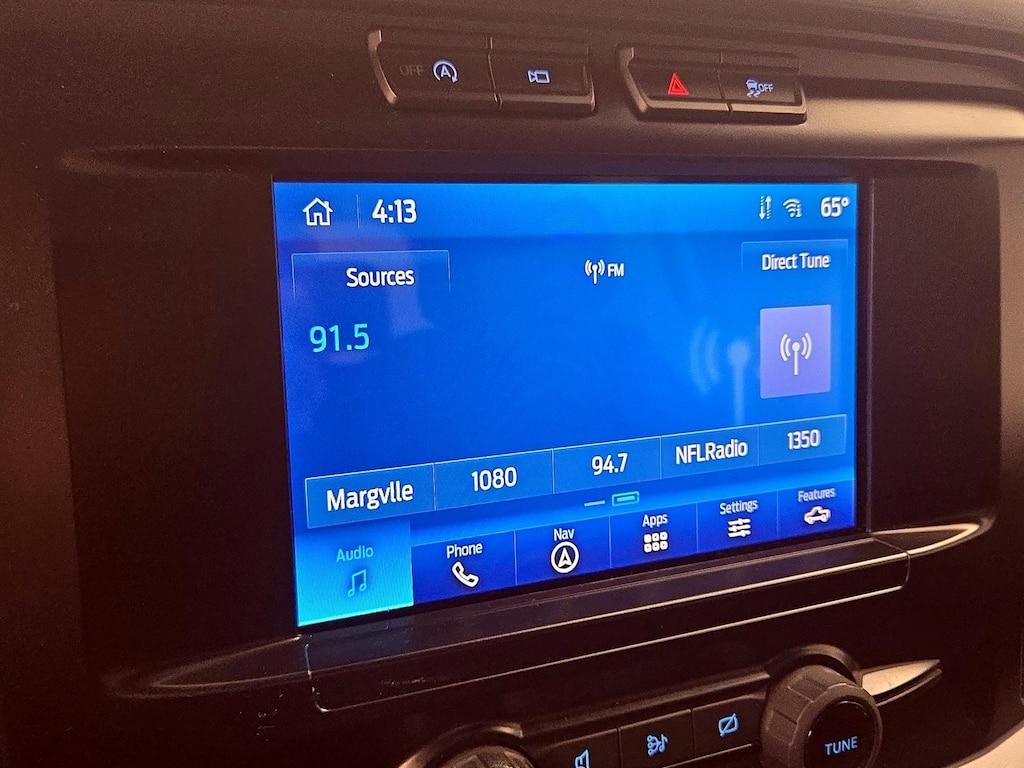 OFF A
OFF
4:13 65°
Sources FM Direct Tune
91.5
Margvlle 1080 94.7 NFLRadio 1350
Audio Phone Nav Apps Settings Features
TUNE